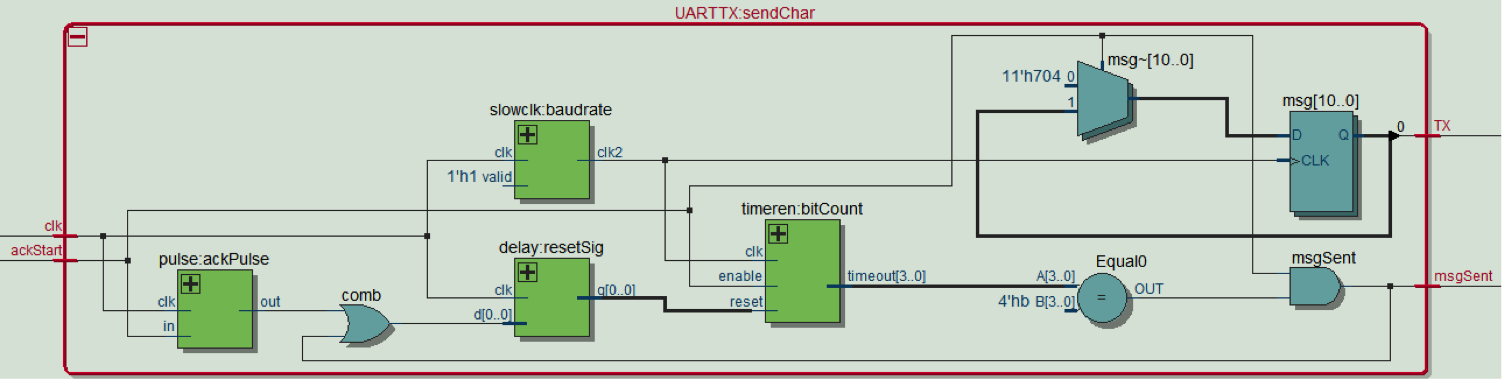 UARTTX:sendChar
msg~[10..0]
11'h704 0
1
msg[10..0]
D Q
CLK
0
TX
slowclk:baudrate
clk clk2
1'h1 valid
timeren:bitCount
clk
enable timeout[3..0]
reset
clk
ackStart
pulse:ackPulse
clk out
in
comb
delay:resetSig
clk q[0..0]
d[0..0]
Equal0
A[3..0]
= OUT
4'hb B[3..0]
msgSent
msgSent